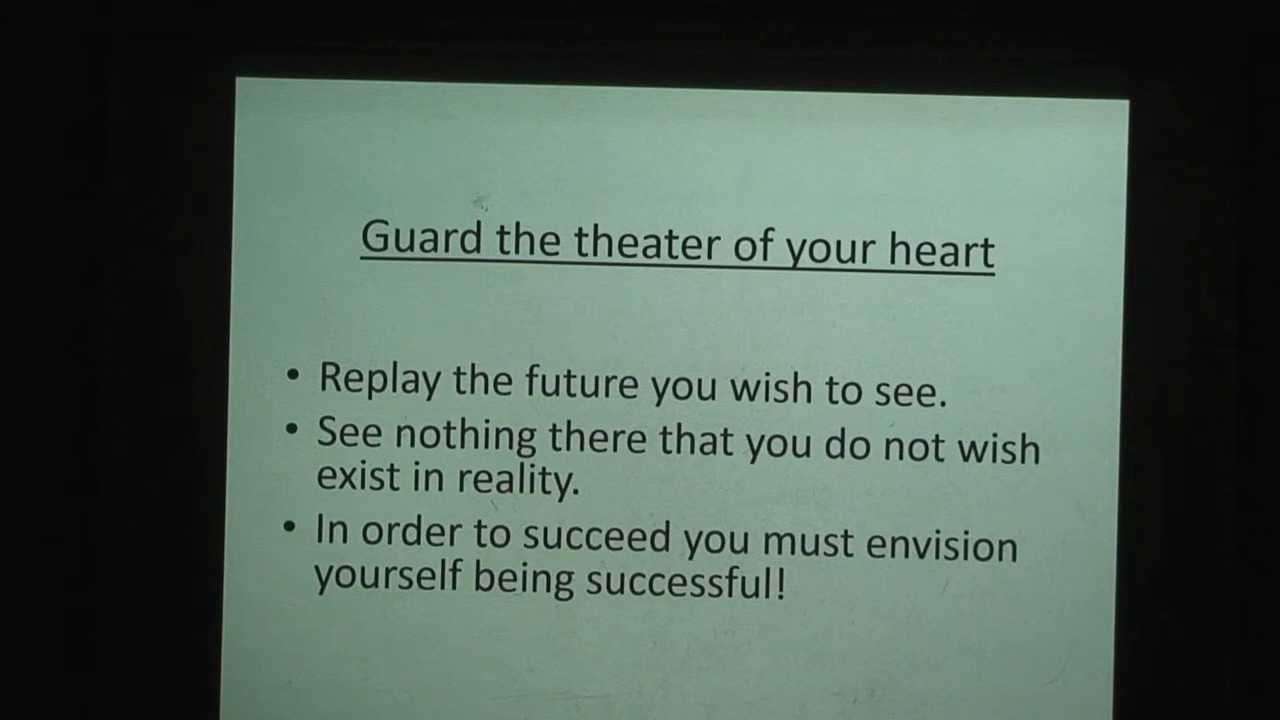 Guard the theater of your heart
• Replay the future you wish to see.
• See nothing there that you do not wish
exist in reality.
• In order to succeed you must envision
yourself being successful!